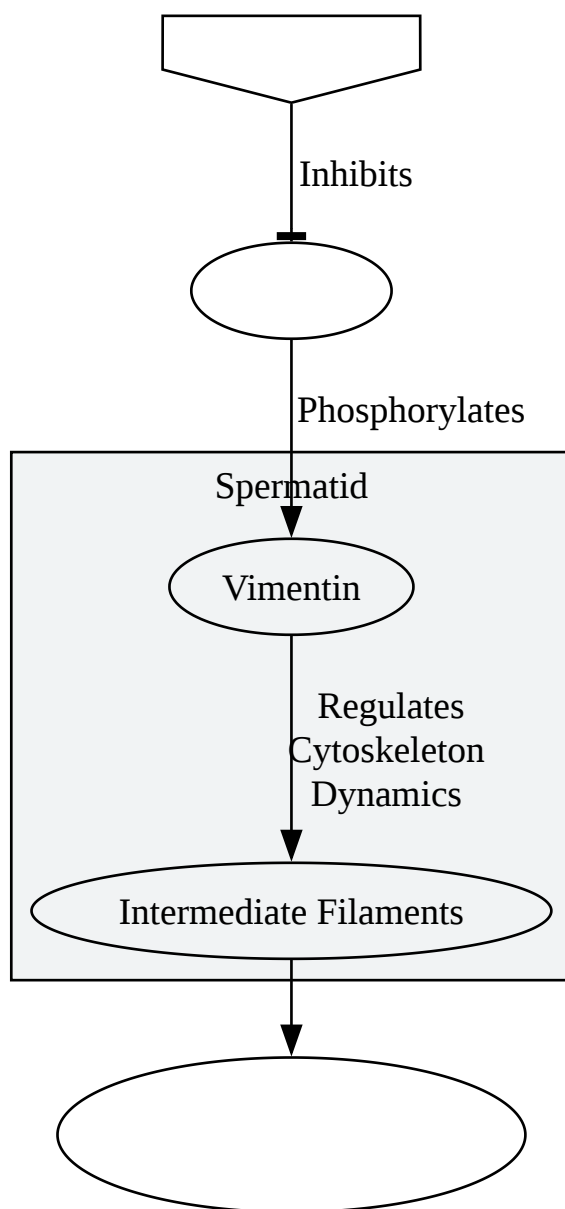 Inhibits
Phosphorylates
Spermatid
Vimentin
Regulates
Cytoskeleton
Dynamics
Intermediate Filaments